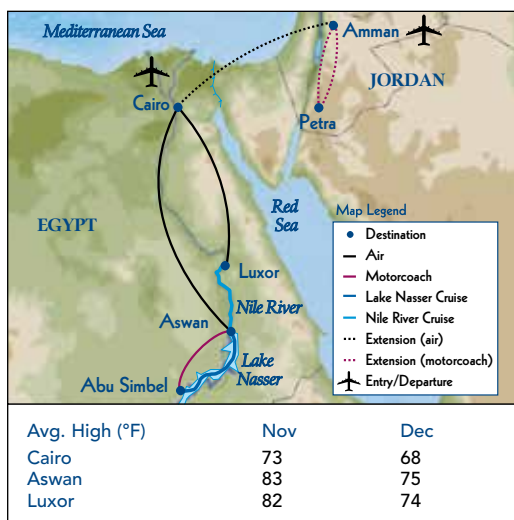 Mediterranean Sea
Amman
JORDAN
Cairo
Petra
Red
Sea
EGYPT
Map Legend
Destination
Air
Motorcoach
Lake Nasser Cruise
Nile River Cruise
Extension (air)
Extension (motorcoach)
Entry/Departure
Luxor
Nile River
Aswan
Lake
Nasser
Abu Simbel
Avg. High (°F) Nov Dec
Cairo 73 68
Aswan 83 75
Luxor 82 74